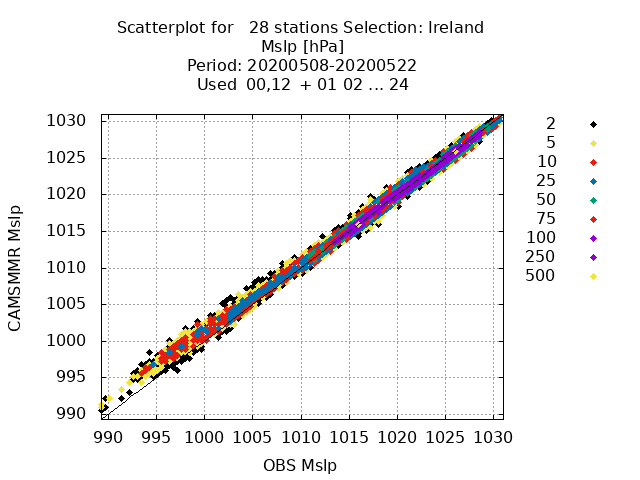 Scatterplot for   28 stations Selection: Ireland
Mslp [hPa]
Period: 20200508-20200522
Used  00,12  + 01 02 ... 24
CAMSMMR Mslp
1030
1025
1020
1015
1010
1005
1000
995
990
990 995 1000 1005 1010 1015 1020 1025 1030
OBS Mslp
2
5
10
25
50
75
100
250
500